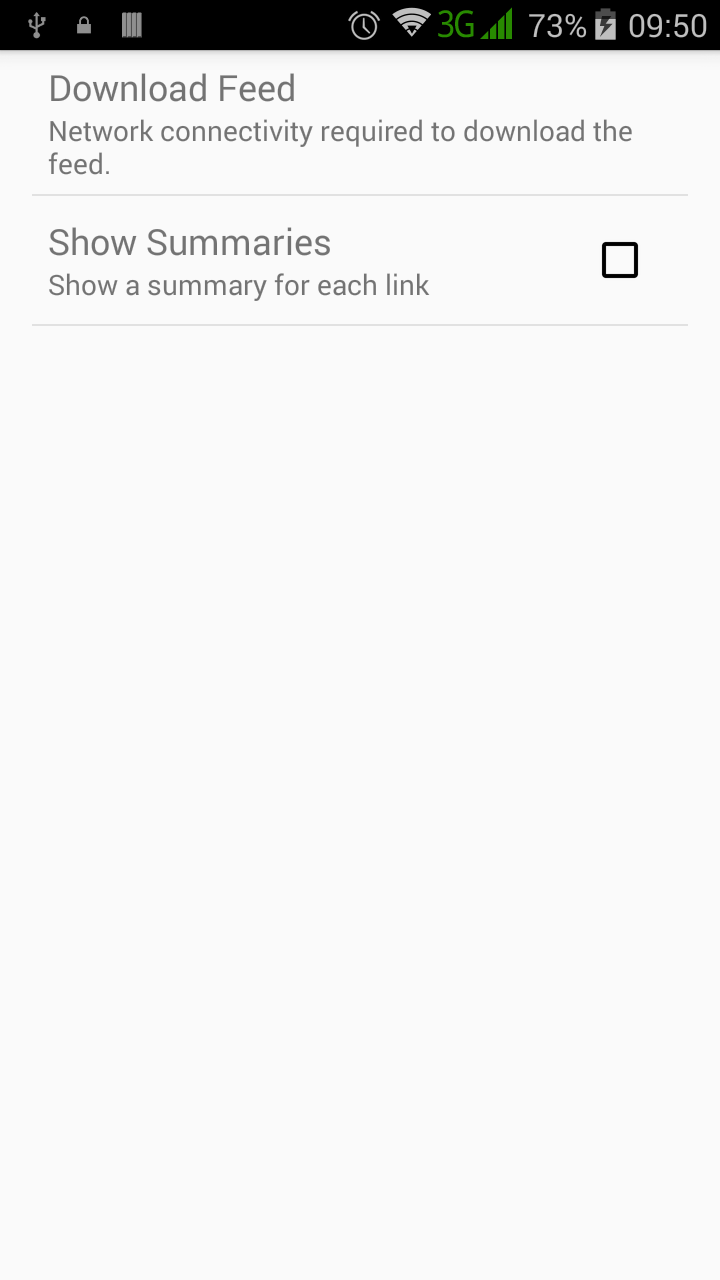 3G 73% 09:50
Download Feed
Network connectivity required to download the
feed.
Show Summaries
Show a summary for each link